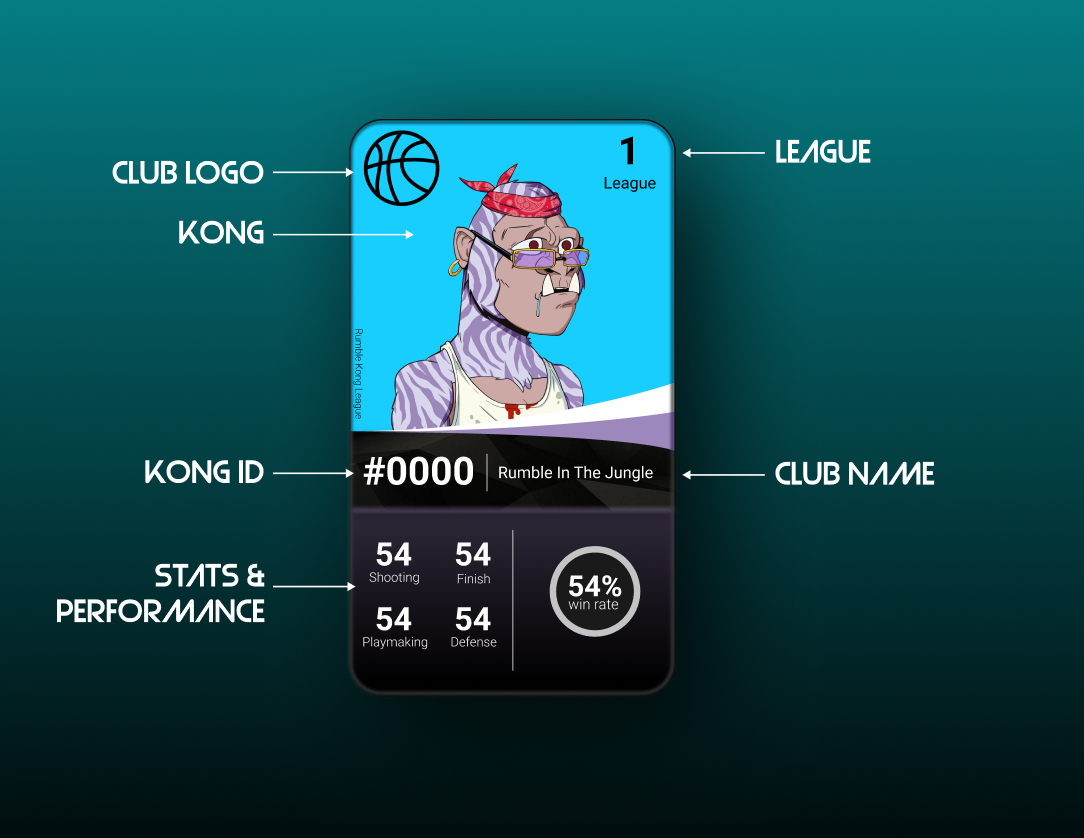 CLUB LOGO
KONG
1
League
LEAGUE
Rumble Kong League
KONG ID
#0000
Rumble In The Jungle
CLUB NAME
STATS &
PERFORMANCE
54
Shooting
54
Finish
54
Playmaking
54
Defense
54%
win rate